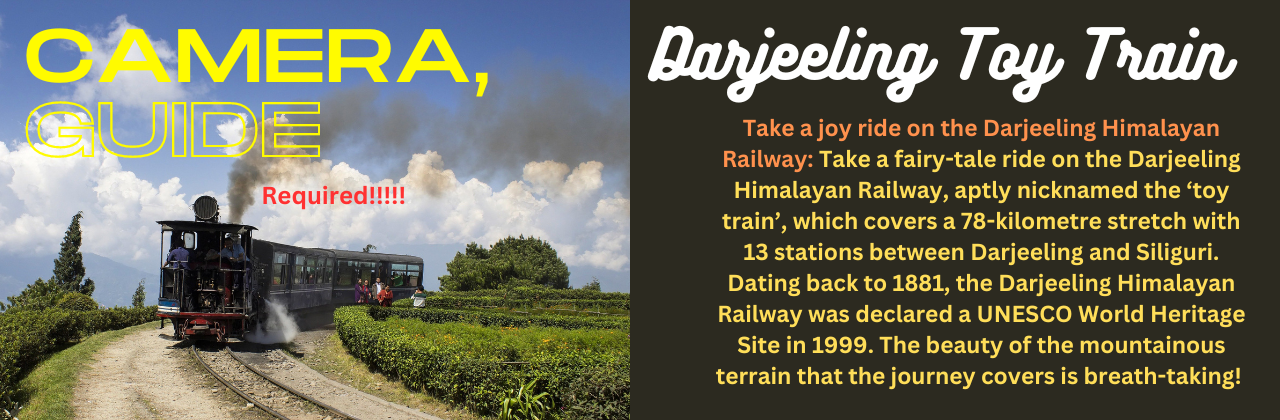 CAMERA,
GUIDE
Required!!!!!
Darjeeling Toy Train
Take a joy ride on the Darjeeling Himalayan
Railway: Take a fairy-tale ride on the Darjeeling
Himalayan Railway, aptly nicknamed the ‘toy
train’, which covers a 78-kilometre stretch with
13 stations between Darjeeling and Siliguri.
Dating back to 1881, the Darjeeling Himalayan
Railway was declared a UNESCO World Heritage
Site in 1999. The beauty of the mountainous
terrain that the journey covers is breath-taking!